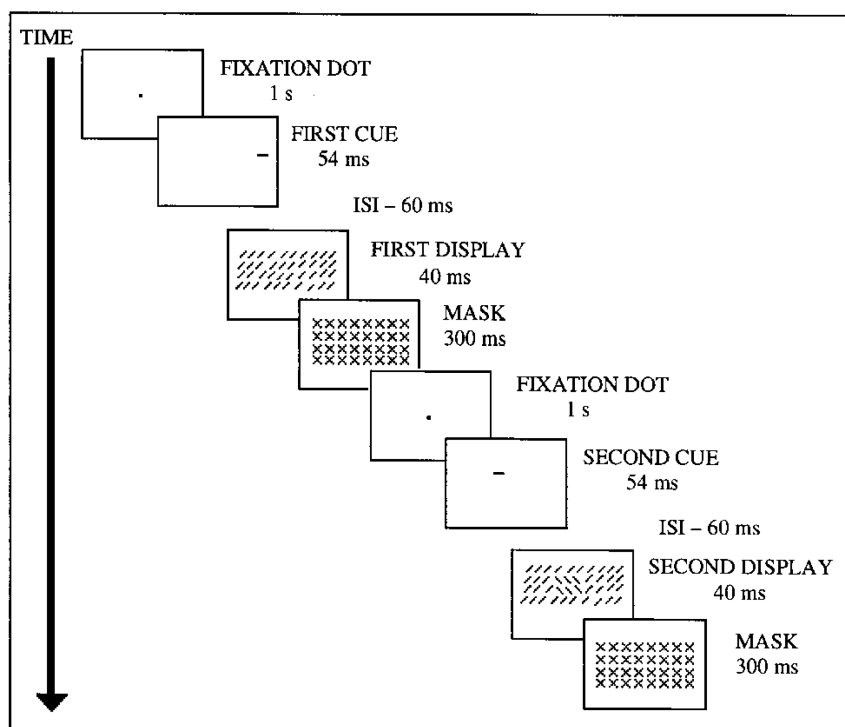 TIME
FIXATION DOT
1 s
FIRST CUE
54 ms
ISI – 60 ms
FIRST DISPLAY
40 ms
MASK
300 ms
FIXATION DOT
1 s
SECOND CUE
54 ms
ISI – 60 ms
SECOND DISPLAY
40 ms
MASK
300 ms